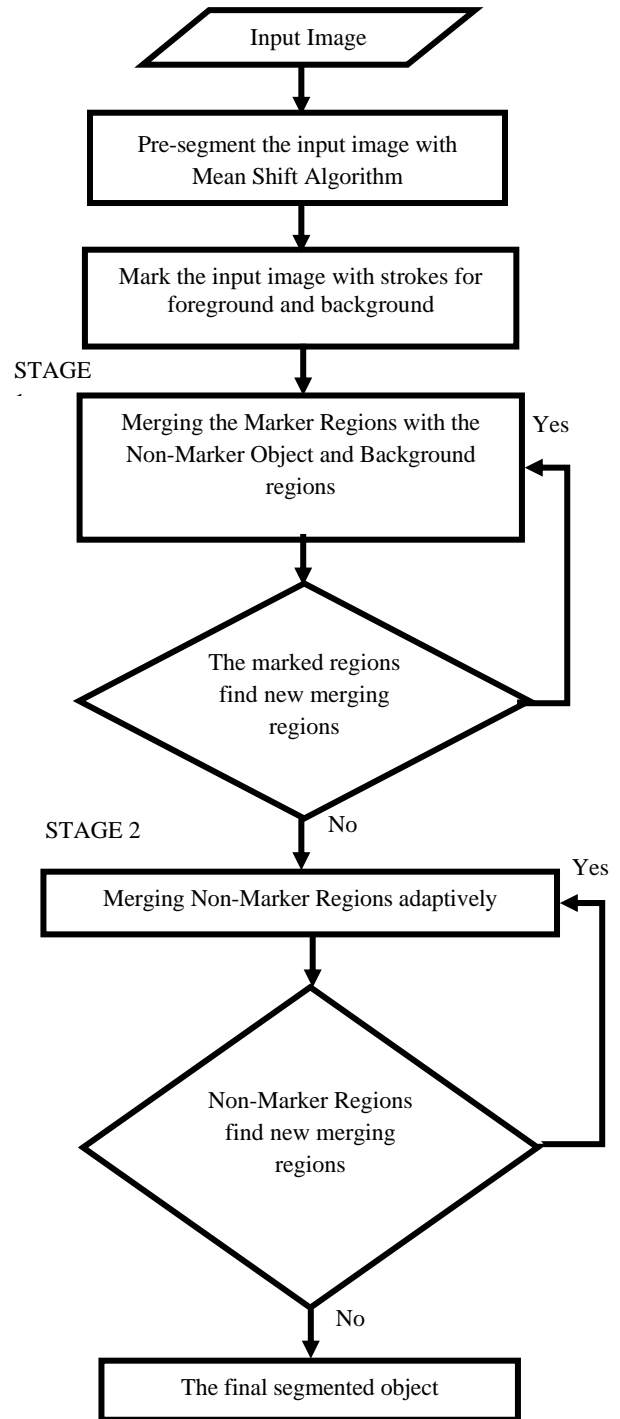 Input Image
Pre-segment the input image with
Mean Shift Algorithm
Mark the input image with strokes for
foreground and background
STAGE
Merging the Marker Regions with the
Non-Marker Object and Background
regions
Yes
The marked regions
find new merging
regions
No
STAGE 2
Yes
Merging Non-Marker Regions adaptively
Non-Marker Regions
find new merging
regions
No
The final segmented object